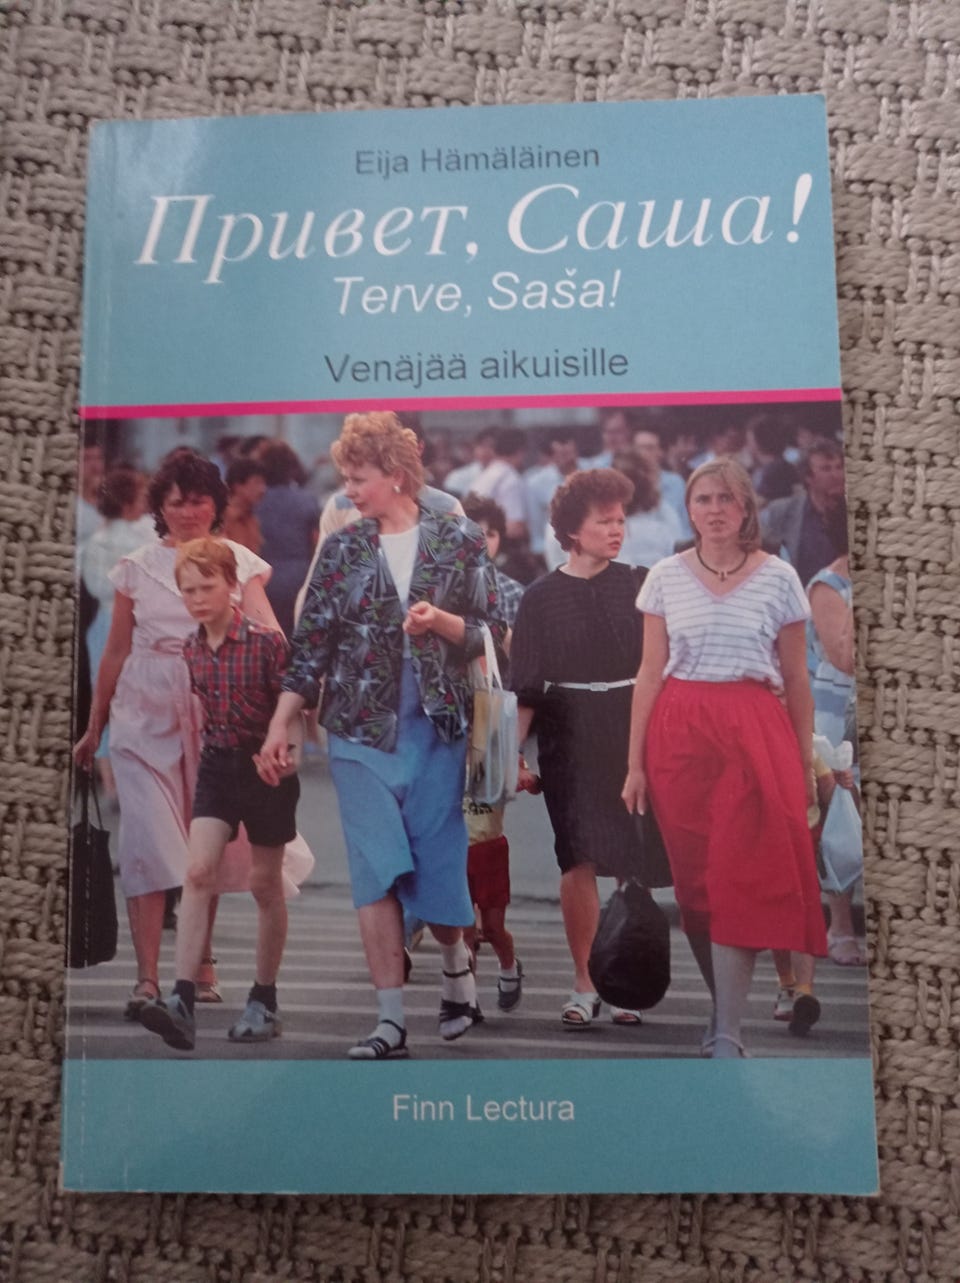 Eija Hämäläinen
Привет, Саша!
Terve, Saša!
Venäjää aikuisille
Finn Lectura